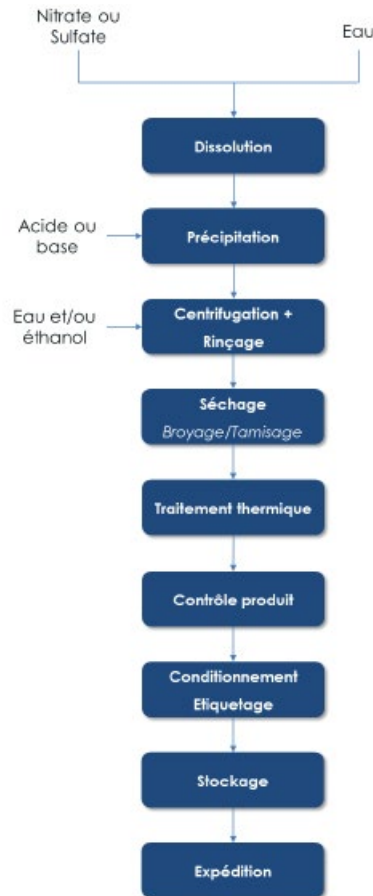 Nitrate ou
Sulfate
Eau
Dissolution
Acide ou
base
Précipitation
Eau et/ou
éthanol
Centrifugation +
Rinçage
Séchage
Broyage/Tamisage
Traitement thermique
Contrôle produit
Conditionnement
Etiquetage
Stockage
Expédition